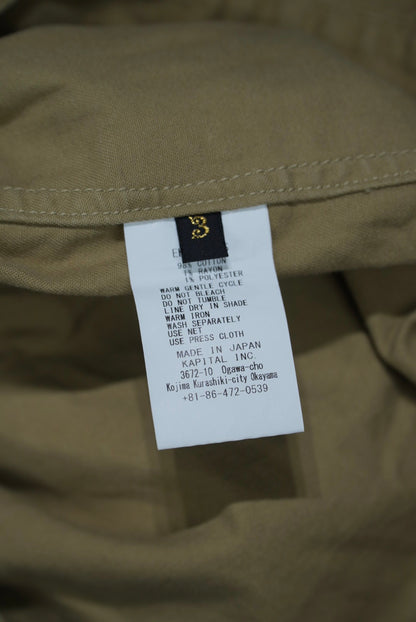 3
98% COTTON
1% RAYON
1% POLYESTER
WARM GENTLE CYCLE
DO NOT BLEACH
DO NOT TUMBLE
LINE DRY IN SHADE
WARM IRON
WASH SEPARATELY
USE NET
USE PRESS CLOTH
MADE IN JAPAN
KAPITAL INC.
3672-10 Ogawa-cho
Kojima Kurashiki-city Okayama
+81-86-472-0539